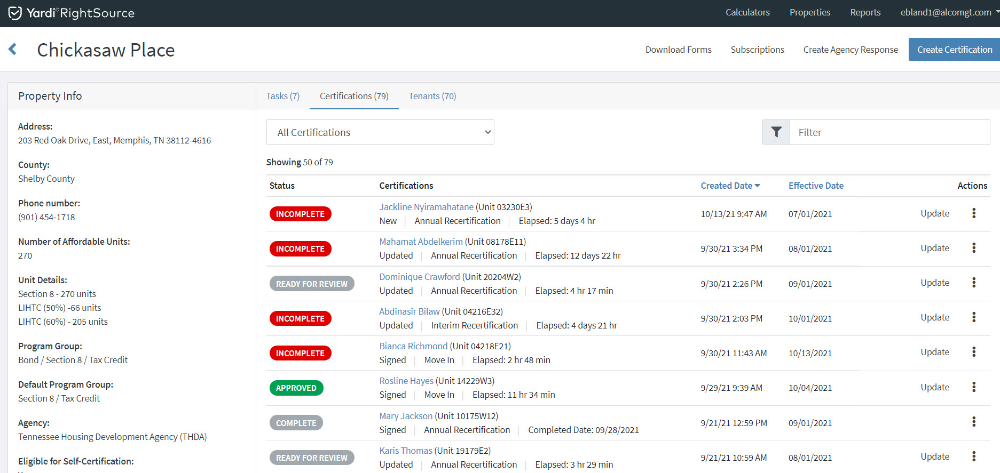 Yardi® RightSource
Calculators Properties Reports ebland1@alcomgt.com
Chickasaw Place
Download Forms Subscriptions Create Agency Response Create Certification
Property Info
Address:
203 Red Oak Drive, East, Memphis, TN 38112-4616
County:
Shelby County
Phone number:
(901) 454-1718
Number of Affordable Units:
270
Unit Details:
Section 8 - 270 units
LIHTC (50%) -66 units
LIHTC (60%) - 205 units
Program Group:
Bond / Section 8 / Tax Credit
Default Program Group:
Section 8 / Tax Credit
Agency:
Tennessee Housing Development Agency (THDA)
Eligible for Self-Certification:
Tasks (7) Certifications (79) Tenants (70)
All Certifications
Filter
Showing 50 of 79
Status Certifications Created Date Effective Date Actions
INCOMPLETE
Jackline Nyiramahatane (Unit 03230E3)
New Annual Recertification Elapsed: 5 days 4 hr
10/13/21 9:47 AM 07/01/2021 Update
INCOMPLETE
Mahamat Abdelkerim (Unit 08178E11)
Updated Annual Recertification Elapsed: 12 days 22 hr
9/30/21 3:34 PM 08/01/2021 Update
READY FOR REVIEW
Dominique Crawford (Unit 20204W2)
Updated Annual Recertification Elapsed: 4 hr 17 min
9/30/21 2:26 PM 09/01/2021 Update
INCOMPLETE
Abdinasir Bilaw (Unit 04216E32)
Updated Interim Recertification Elapsed: 4 days 21 hr
9/30/21 2:03 PM 10/01/2021 Update
INCOMPLETE
Bianca Richmond (Unit 04218E21)
Signed Move In Elapsed: 2 hr 48 min
9/30/21 11:43 AM 10/13/2021 Update
APPROVED
Rosline Hayes (Unit 14229W3)
Signed Move In Elapsed: 11 hr 34 min
9/29/21 9:39 AM 10/04/2021 Update
COMPLETE
Mary Jackson (Unit 10175W12)
Signed Annual Recertification Completed Date: 09/28/2021
9/21/21 12:59 PM 09/01/2021
READY FOR REVIEW
Karis Thomas (Unit 19179E2)
Updated Annual Recertification Elapsed: 3 hr 29 min
9/21/21 10:59 AM 08/01/2021 Update